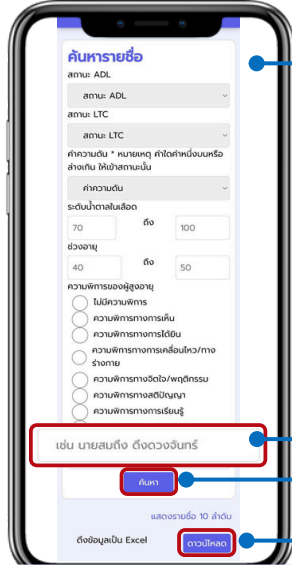 ค้นหารายชื่อ
สถานะ ADL
สถานะ ADL
สถานะ LTC
สถานะ LTC
ค่าความดัน * หมายเหตุ ค่าใดค่าหนึ่งบนหรือ
ล่างเกิน ให้เข้าสถานะนั้น
ค่าความดัน
ระดับน้ำตาลในเลือด
70 ถึง 100
ช่วงอายุ
40 ถึง 50
ความพิการของผู้สูงอายุ
ไม่มีความพิการ
ความพิการทางการเห็น
ความพิการทางการได้ยิน
ความพิการทางการเคลื่อนไหว/ทาง
ร่างกาย
ความพิการทางจิตใจ/พฤติกรรม
ความพิการทางสติปัญญา
ความพิการทางการเรียนรู้
เช่น นายสมถึง ดึงดวงจันทร์
ค้นหา
แสดงรายชื่อ 10 ลำดับ
ดึงข้อมูลเป็น Excel ดาวน์โหลด